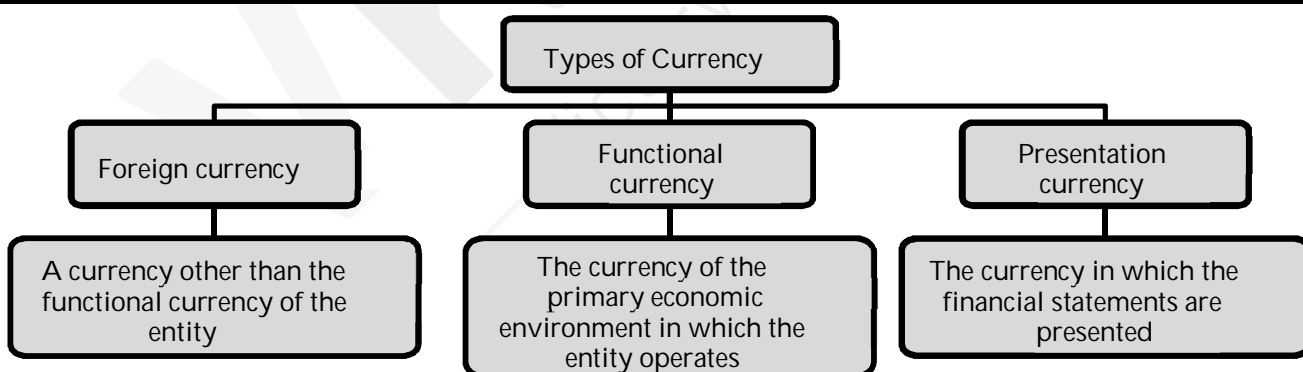 Types of Currency
Foreign currency
Functional
currency
Presentation
currency
A currency other than the
functional currency of the
entity
The currency of the
primary economic
environment in which the
entity operates
The currency in which the
financial statements are
presented